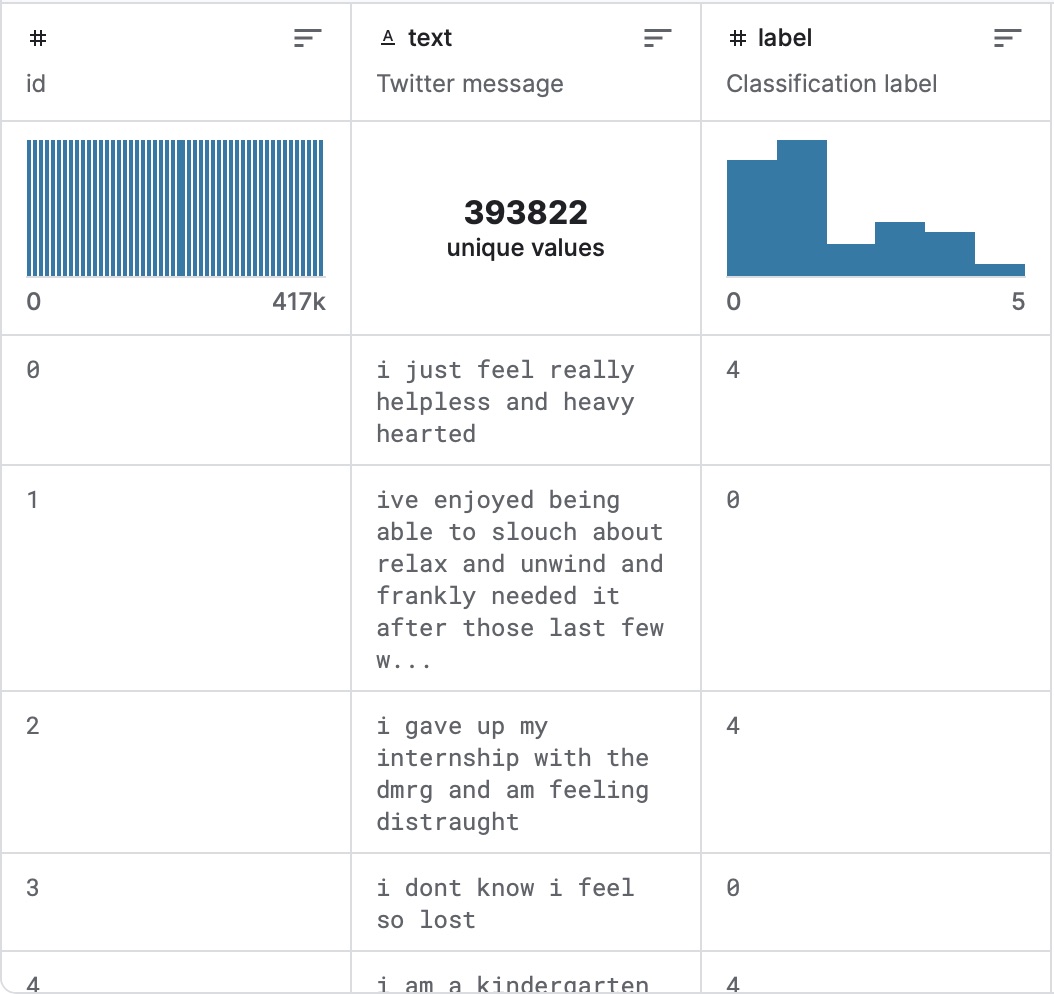 #
text
# label
id
Twitter message
Classification label
393822
unique values
0
417k
0
5
0
i just feel really
helpless and heavy
hearted
4
1
ive enjoyed being
able to slouch about
relax and unwind and
frankly needed it
after those last few
w...
0
2
i gave up my
internship with the
dmrg and am feeling
distraught
4
3
i dont know i feel
so lost
0
4
i am a kindergarten
4